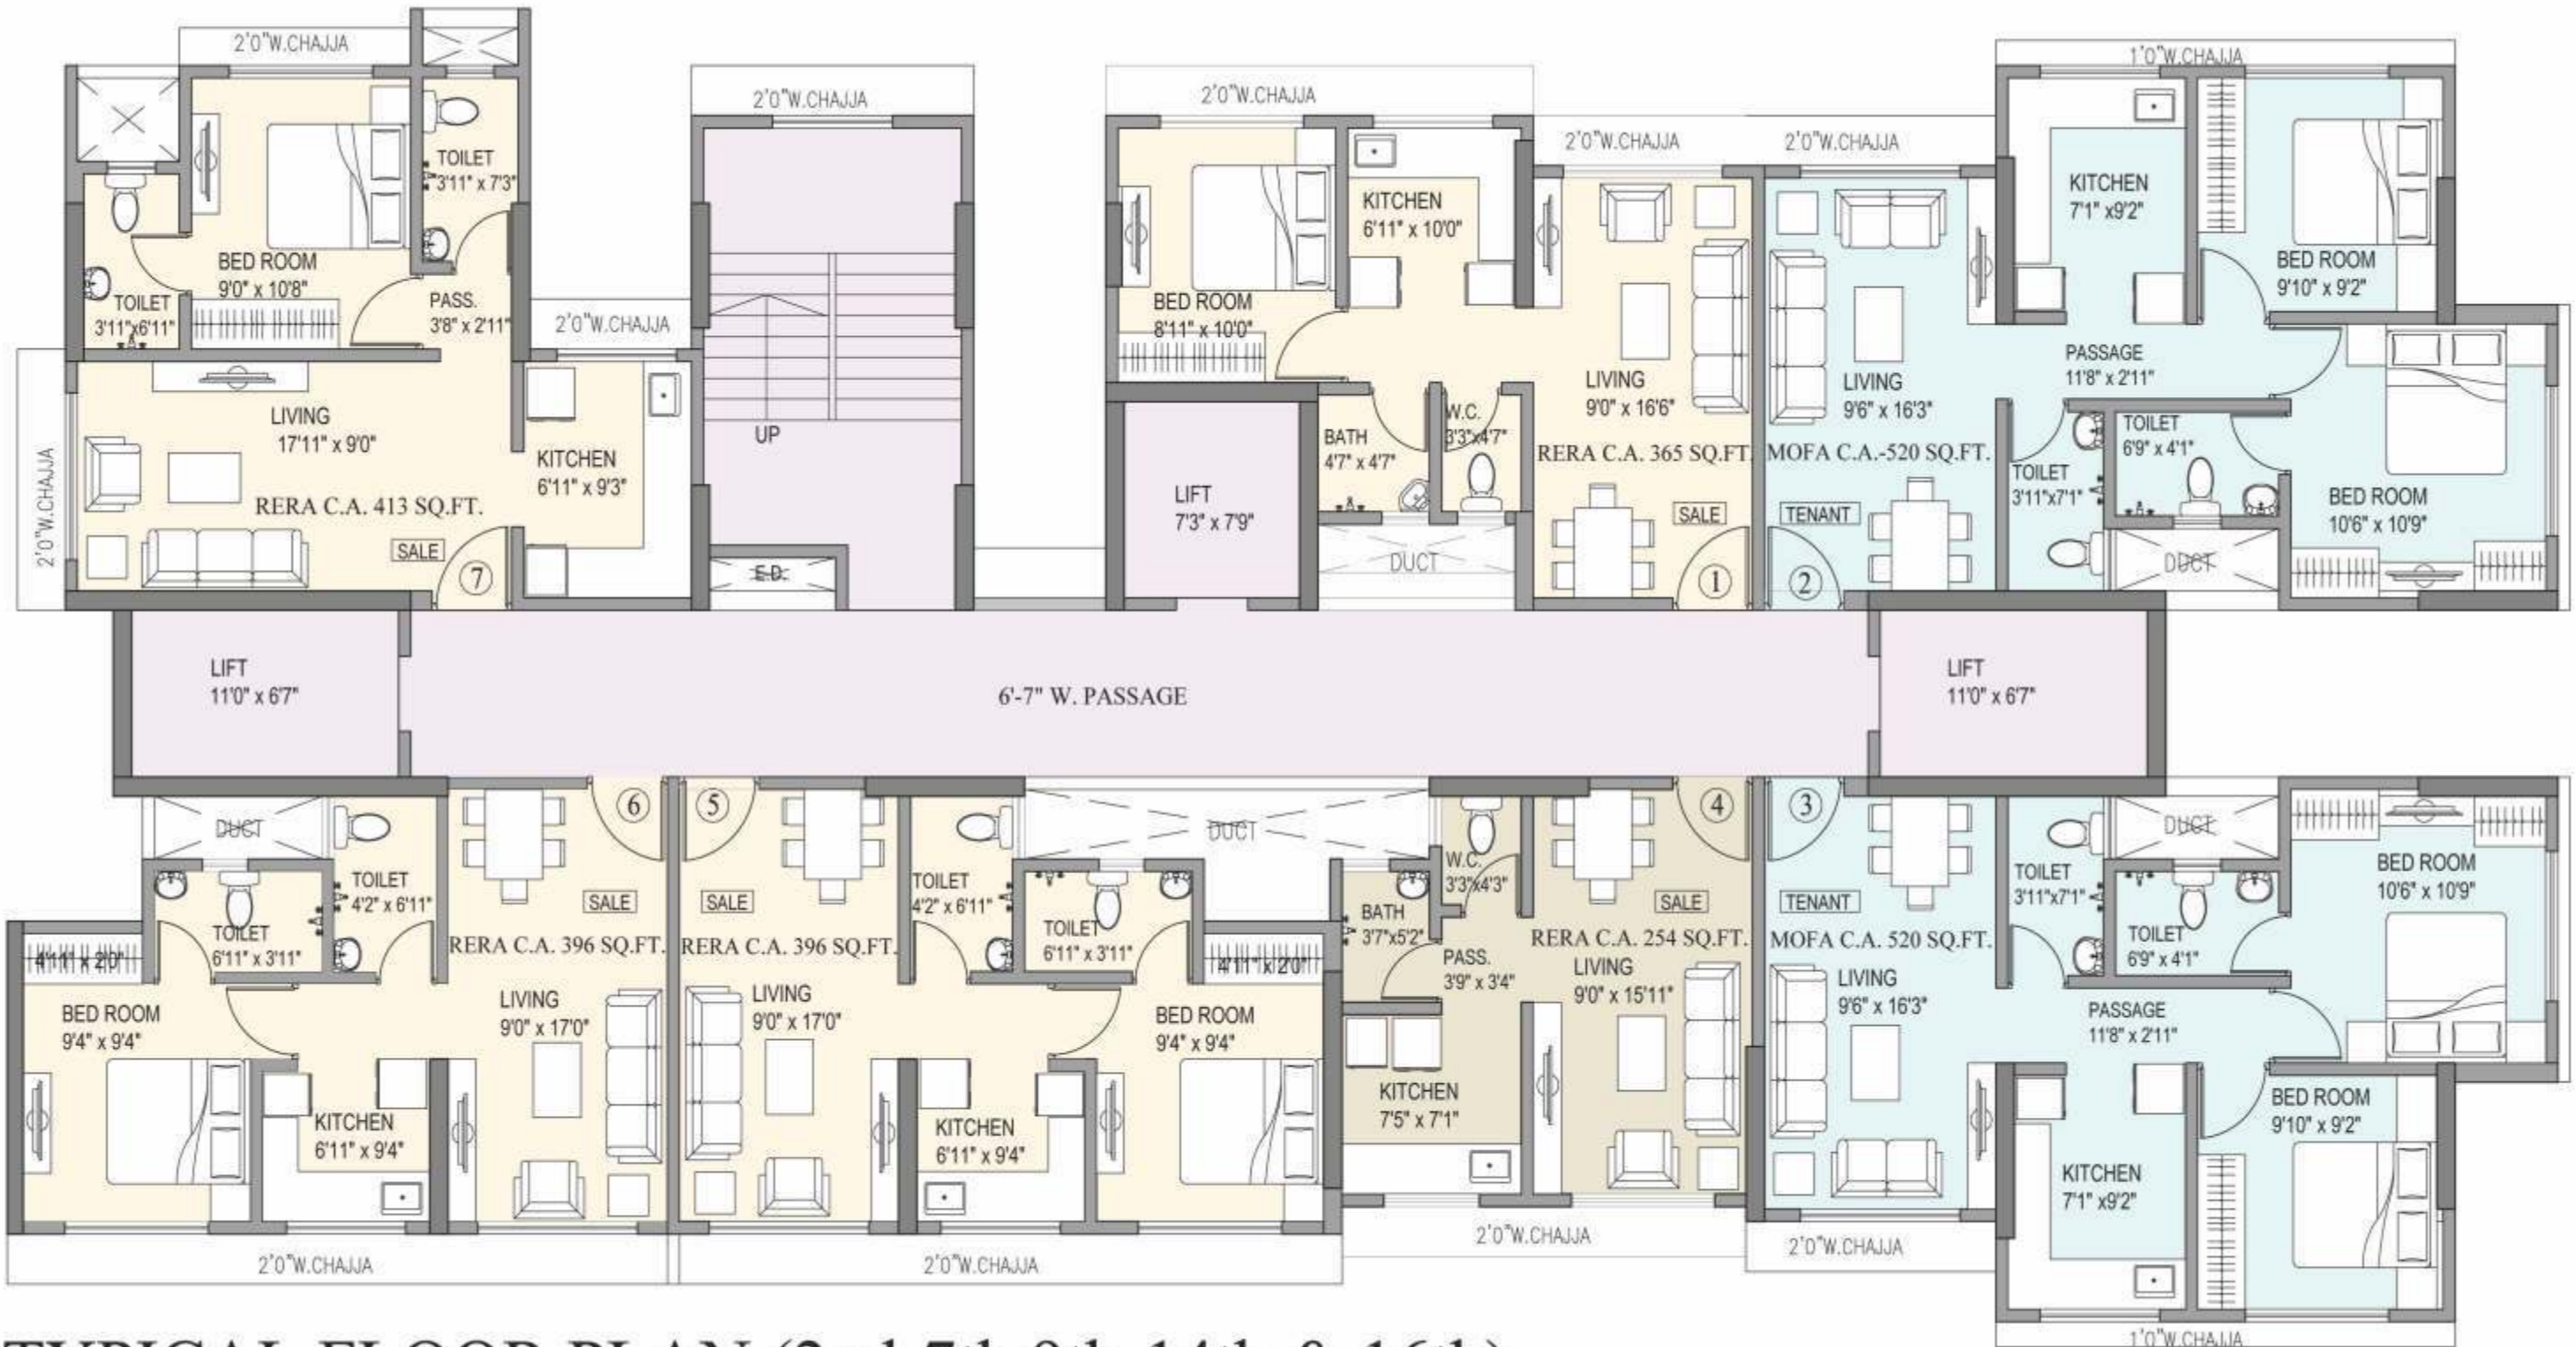 2'0"W.CHAJJA
TOILET
3'11" x 7'3"
BED ROOM
9'0" x 10'8"
TOILET
3'11"x6'11"
PASS.
3'8" x 2'11"
2'0"W.CHAJJA
LIVING
17'11" x 9'0"
RERA C.A. 413 SQ.FT.
SALE
7
KITCHEN
6'11" x 9'3"
2'0"W.CHAJJA
2'0"W.CHAJJA
UP
E.D.
2'0"W.CHAJJA
BED ROOM
8'11" x 10'0"
KITCHEN
6'11" x 10'0"
BATH
4'7" x 4'7"
W.C.
3'3"x4'7"
LIFT
7'3" x 7'9"
DUCT
2'0"W.CHAJJA
LIVING
9'0" x 16'6"
RERA C.A. 365 SQ.FT.
SALE
1
2'0"W.CHAJJA
LIVING
9'6" x 16'3"
MOFA C.A.-520 SQ.FT.
TENANT
2
1'0"W.CHAJJA
KITCHEN
7'1" x9'2"
BED ROOM
9'10" x 9'2"
PASSAGE
11'8" x 2'11"
TOILET
6'9" x 4'1"
TOILET
3'11"x7'1"
DUCT
BED ROOM
10'6" x 10'9"
LIFT
11'0" x 6'7"
6'-7" W. PASSAGE
LIFT
11'0" x 6'7"
DUCT
TOILET
4'2" x 6'11"
TOILET
6'11" x 3'11"
4'11" x 2'0"
BED ROOM
9'4" x 9'4"
KITCHEN
6'11" x 9'4"
6
SALE
RERA C.A. 396 SQ.FT.
LIVING
9'0" x 17'0"
2'0"W.CHAJJA
5
SALE
RERA C.A. 396 SQ.FT.
LIVING
9'0" x 17'0"
TOILET
4'2" x 6'11"
TOILET
6'11" x 3'11"
DUCT
4'11" x 2'0"
BED ROOM
9'4" x 9'4"
KITCHEN
6'11" x 9'4"
2'0"W.CHAJJA
W.C.
3'3"x4'3"
BATH
3'7"x5'2"
PASS.
3'9" x 3'4"
KITCHEN
7'5" x 7'1"
4
SALE
RERA C.A. 254 SQ.FT.
LIVING
9'0" x 15'11"
2'0"W.CHAJJA
3
TENANT
MOFA C.A. 520 SQ.FT.
LIVING
9'6" x 16'3"
2'0"W.CHAJJA
TOILET
3'11"x7'1"
DUCT
TOILET
6'9" x 4'1"
BED ROOM
10'6" x 10'9"
PASSAGE
11'8" x 2'11"
BED ROOM
9'10" x 9'2"
KITCHEN
7'1" x9'2"
1'0"W.CHAJJA
TYPICAL FLOOR PLAN (2nd,7th,9th,14th & 16th)